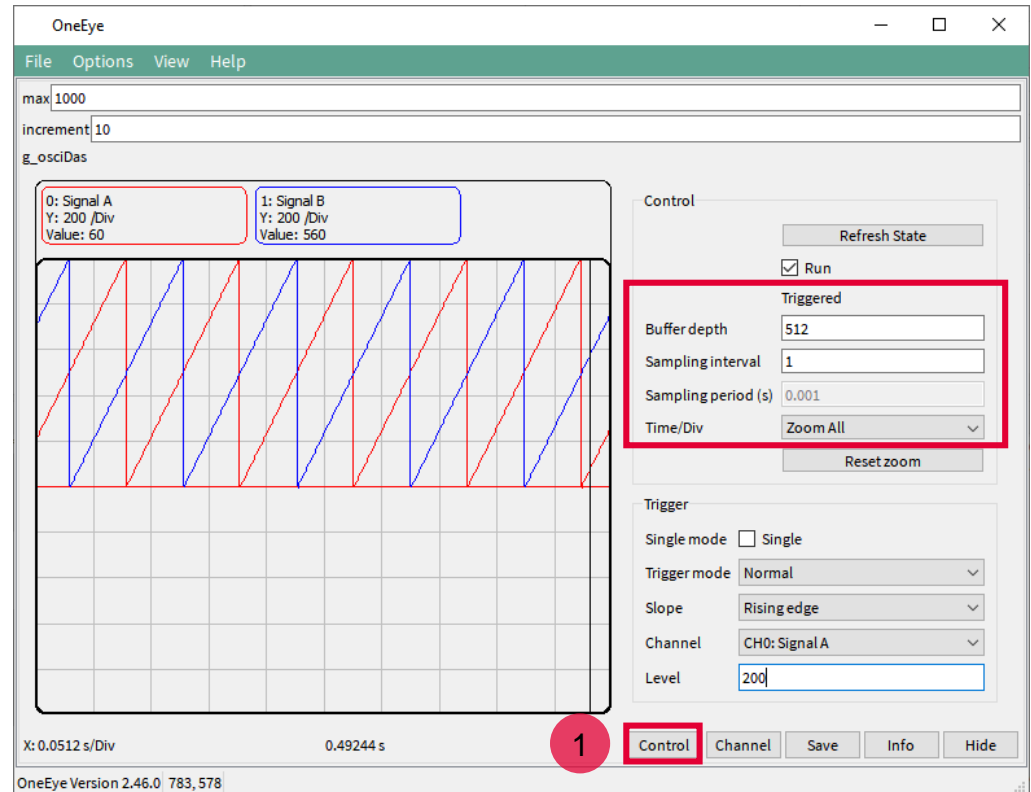 OneEye
File Options View Help
max 1000
increment 10
g_osciDas
0: Signal A
Y: 200 /Div
Value: 60
1: Signal B
Y: 200 /Div
Value: 560
Control
Refresh State
Run
Triggered
Buffer depth 512
Sampling interval 1
Sampling period (s) 0.001
Time/Div Zoom All
Reset zoom
Trigger
Single mode Single
Trigger mode Normal
Slope Rising edge
Channel CH0: Signal A
Level 200
X: 0.0512 s/Div 0.49244 s 1 Control Channel Save Info Hide
OneEye Version 2.46.0 783, 578